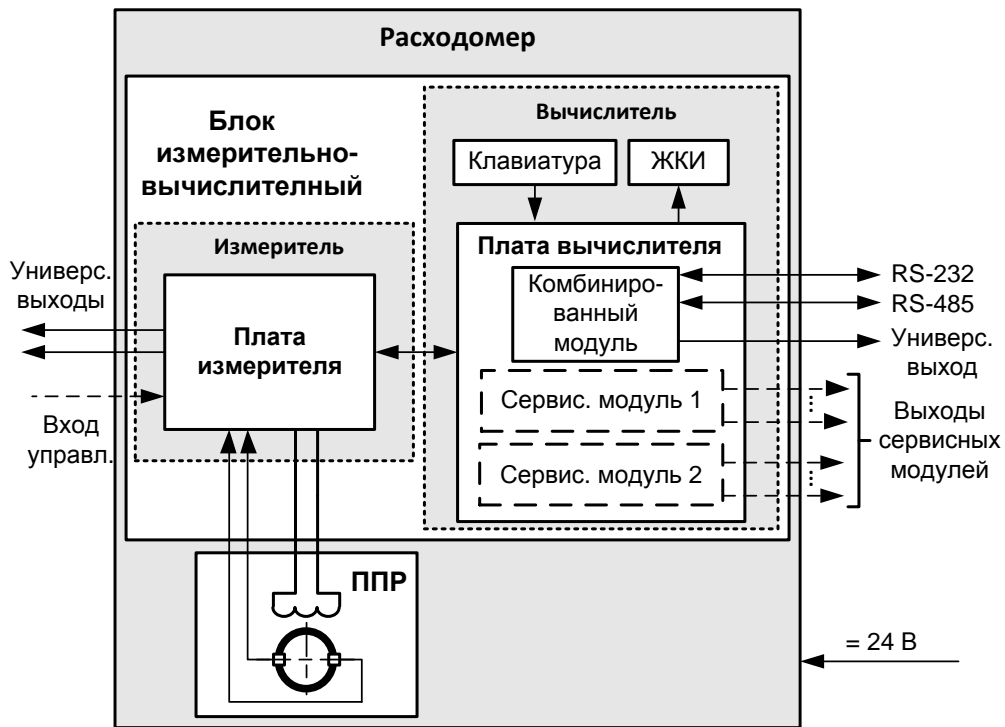 Расходомер
Блок
измерительно-
вычислителный
Вычислитель
Клавиатура
ЖКИ
Плата вычислителя
Комбиниро-
ванный
модуль
Сервис. модуль 1
Сервис. модуль 2
Измеритель
Плата
измерителя
Универс.
выходы
Вход
управл.
RS-232
RS-485
Универс.
выход
Выходы
сервисных
модулей
ППР
= 24 В